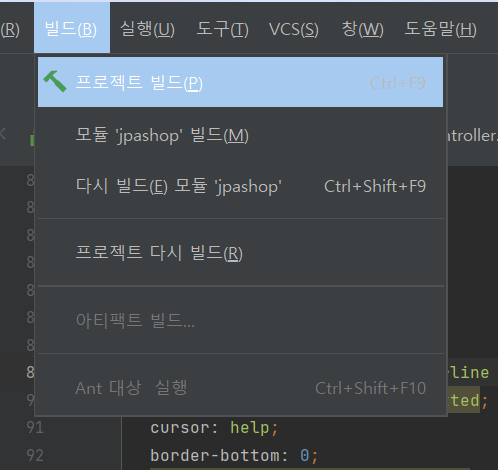 (R) 빌드(B) 실행(U) 도구(T) VCS(S) 창(W) 도움말(H)
프로젝트 빌드(P) Ctrl+F9
모듈 'jpashop' 빌드(M) ntroller.
다시 빌드(E) 모듈 'jpashop' Ctrl+Shift+F9
8
8
프로젝트 다시 빌드(R)
8
8
아티팩트 빌드...
8
8
8 line
Ant 대상 실행 Ctrl+Shift+F10
9 ted;
91 cursor: help;
92 border-bottom: 0;